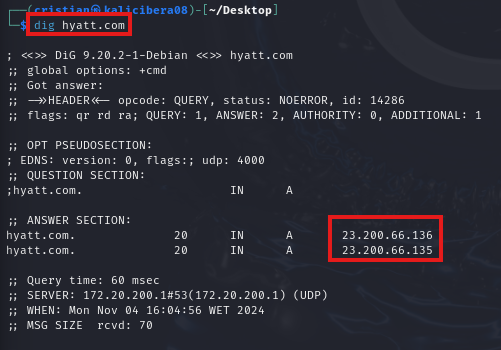 ┌──(cristian㉿kalicibera08)-[~/Desktop]
└─$ dig hyatt.com
; <<>> DiG 9.20.2-1-Debian <<>> hyatt.com
;; global options: +cmd
;; Got answer:
;; ->>HEADER<<- opcode: QUERY, status: NOERROR, id: 14286
;; flags: qr rd ra; QUERY: 1, ANSWER: 2, AUTHORITY: 0, ADDITIONAL: 1
;; OPT PSEUDOSECTION:
; EDNS: version: 0, flags:; udp: 4000
;; QUESTION SECTION:
;hyatt.com. IN A
;; ANSWER SECTION:
hyatt.com. 20 IN A 23.200.66.136
hyatt.com. 20 IN A 23.200.66.135
;; Query time: 60 msec
;; SERVER: 172.20.200.1#53(172.20.200.1) (UDP)
;; WHEN: Mon Nov 04 16:04:56 WET 2024
;; MSG SIZE rcvd: 70